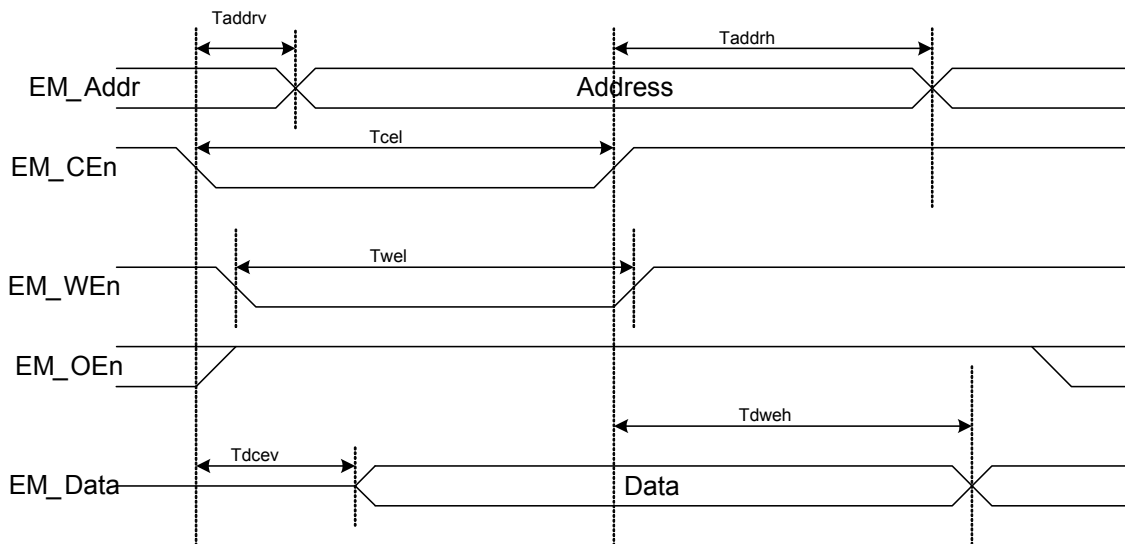 Taddrv
Taddrh
EM_Addr
Address
Tcel
EM_CEn
Twel
EM_WEn
EM_OEn
Tdweh
Tdcev
EM_Data
Data